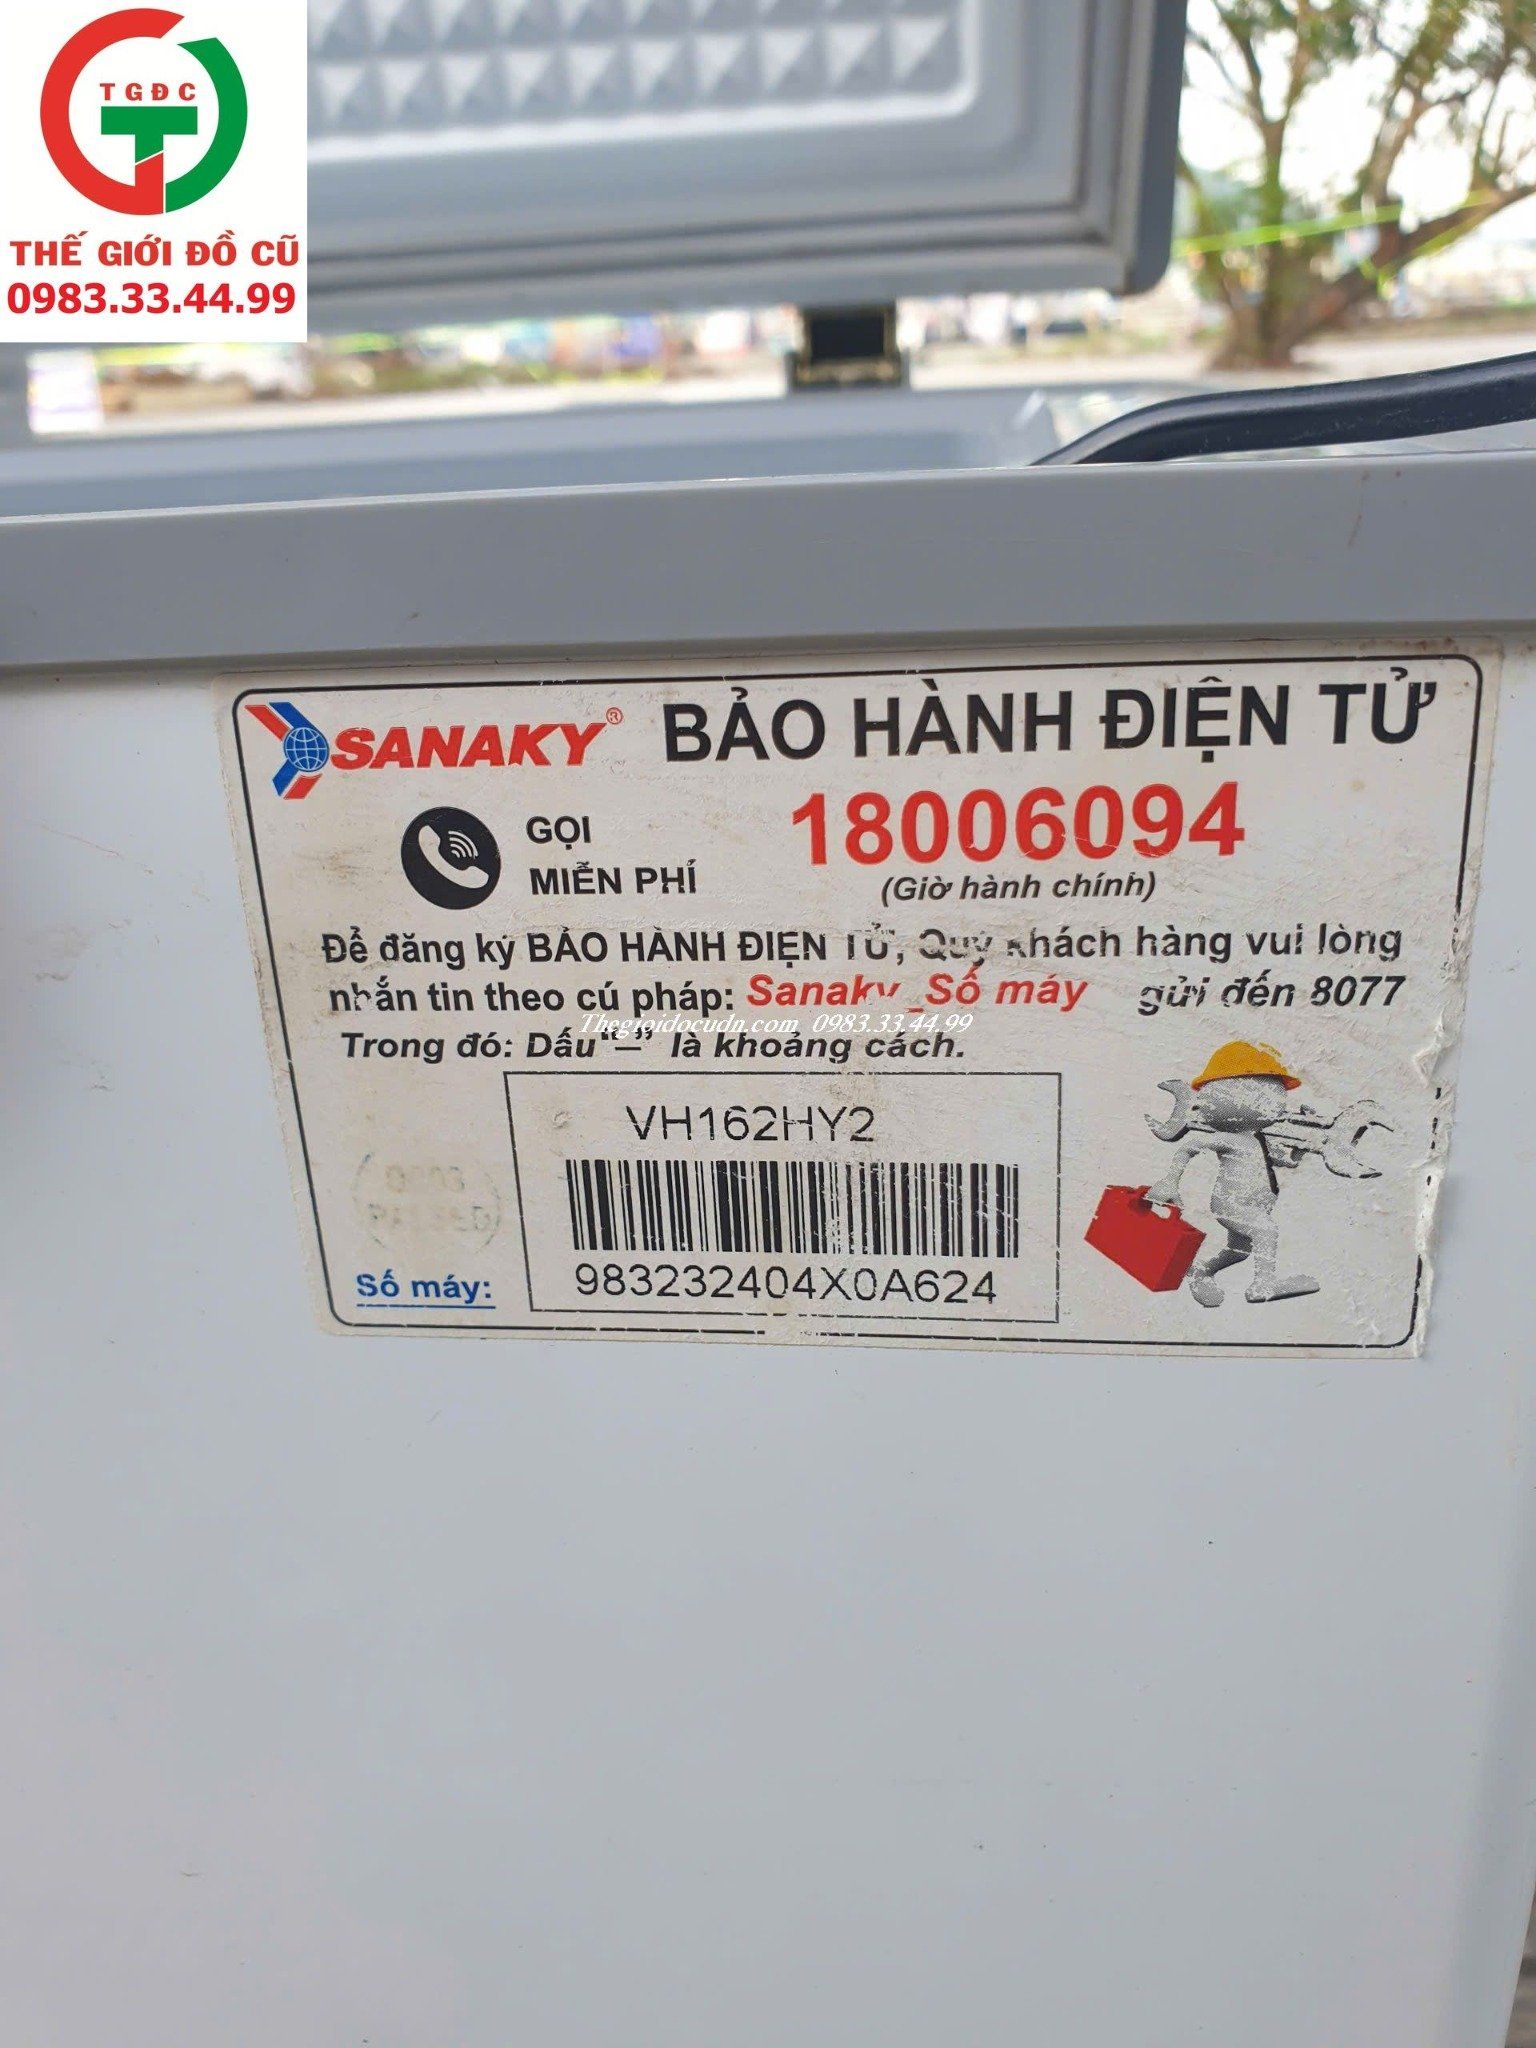 TGĐC
THẾ GIỚI ĐỒ CŨ
0983.33.44.99
SANAKY® BẢO HÀNH ĐIỆN TỬ
GỌI MIỄN PHÍ
18006094
(Giờ hành chính)
Để đăng ký BẢO HÀNH ĐIỆN TỬ, Quý khách hàng vui lòng
nhắn tin theo cú pháp: Sanaky_Số máy gửi đến 8077
Thegioidocudn.com 0983.33.44.99
Trong đó: Dấu "–" là khoảng cách.
VH162HY2
Số máy: 983232404X0A624